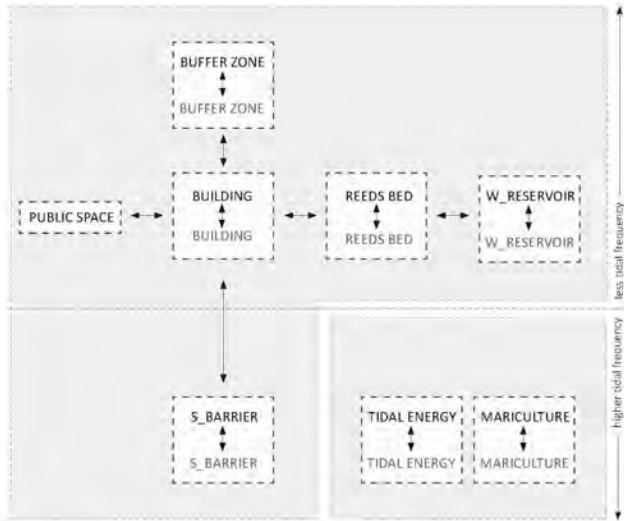 BUFFER ZONE
BUFFER ZONE
PUBLIC SPACE
BUILDING
BUILDING
REEDS BED
REEDS BED
W_RESERVOIR
W_RESERVOIR
less tidal frequency
higher tidal frequency
S_BARRIER
S_BARRIER
TIDAL ENERGY
TIDAL ENERGY
MARICULTURE
MARICULTURE